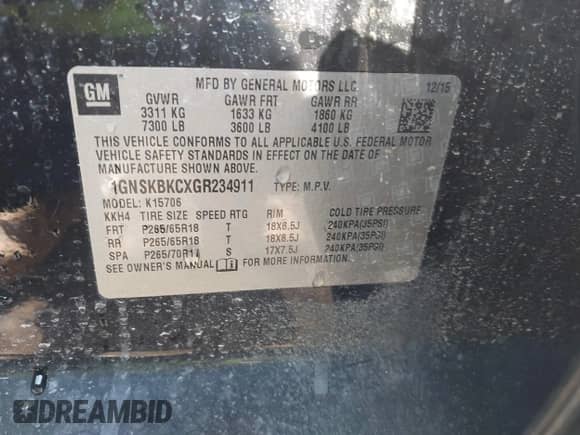 GM
MFD BY GENERAL MOTORS LLC
12/15
GVWR GAWR FRT GAWR RR
3311 KG 1633 KG 1860 KG
7300 LB 3600 LB 4100 LB
THIS VEHICLE CONFORMS TO ALL APPLICABLE U.S. FEDERAL MOTOR
VEHICLE SAFETY STANDARDS IN EFFECT ON THE DATE OF
MANUFACTURE SHOWN ABOVE.
1GNSKBKCXGR234911 TYPE: M.P.V.
MODEL: K15706
KKH4 TIRE SIZE SPEED RTG RIM COLD TIRE PRESSURE
FRT P265/65R18 T 18X8.5J 240KPA(35PSI)
RR P265/65R18 T 18X8.5J 240KPA(35PSI)
SPA P265/70R17 S 17X7.5J 240KPA(35PSI)
SEE OWNER'S MANUAL FOR MORE INFORMATION.
DREAMBID